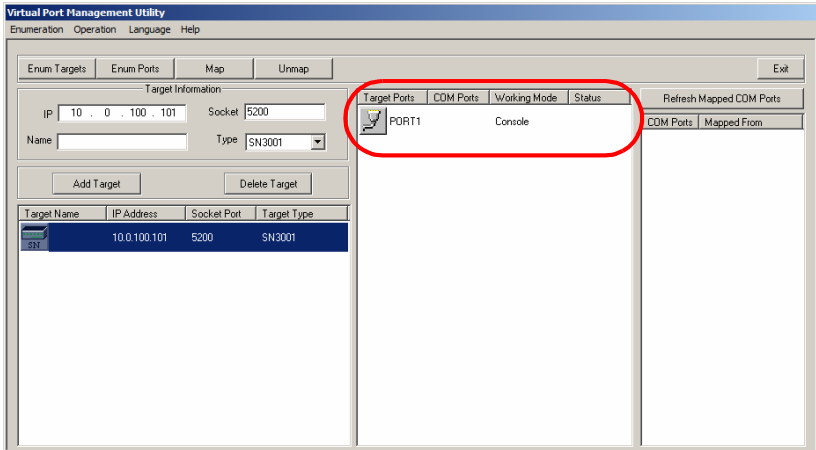 Virtual Port Management Utility
Enumeration Operation Language Help
Enum Targets Enum Ports Map Unmap Exit
Target Information
IP 10 . 0 . 100 . 101 Socket 5200
Name Type SN3001
Add Target Delete Target
Target Name IP Address Socket Port Target Type
SN 10.0.100.101 5200 SN3001
Target Ports COM Ports Working Mode Status
PORT1 Console
Refresh Mapped COM Ports
COM Ports Mapped From